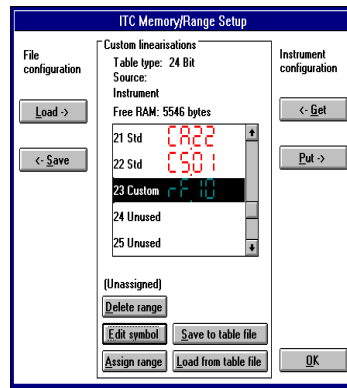 ITC Memory/Range Setup
File
configuration
Load ->
<- Save
Custom linearisations
Table type: 24 Bit
Source:
Instrument
Free RAM: 5546 bytes
21 Std CA22
22 Std CS01
23 Custom rF10
24 Unused
25 Unused
(Unassigned)
Delete range
Edit symbol
Save to table file
Assign range
Load from table file
Instrument
configuration
<- Get
Put ->
OK